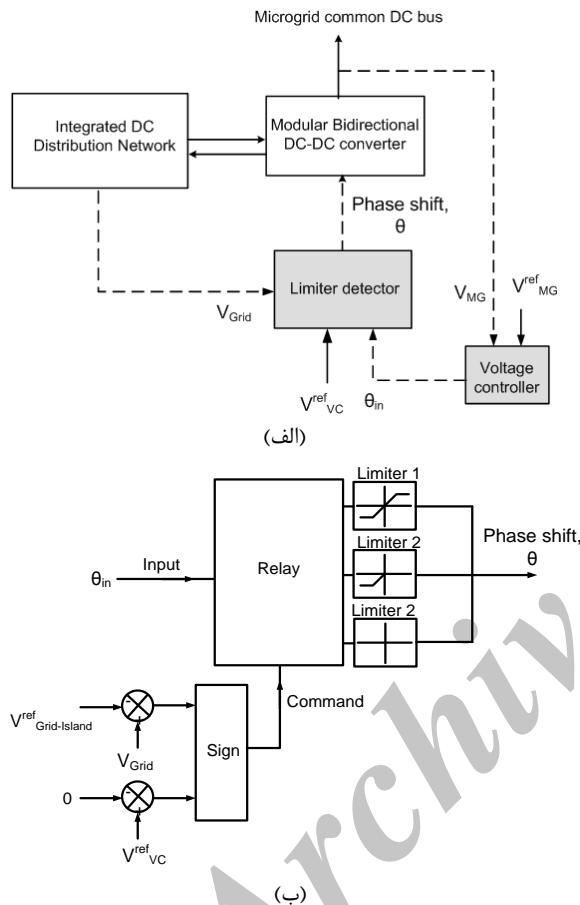 Microgrid common DC bus
Integrated DC
Distribution Network
Modular Bidirectional
DC-DC converter
Phase shift,
θ
Limiter detector
V_Grid
V^ref_VC
θ_in
V_MG
V^ref_MG
Voltage
controller
(الف)
Limiter 1
Phase shift,
θ
Limiter 2
Limiter 2
θ_in
Input
Relay
Command
V^ref_Grid-Island
-
V_Grid
Sign
0
-
V^ref_VC
(ب)
Archiv